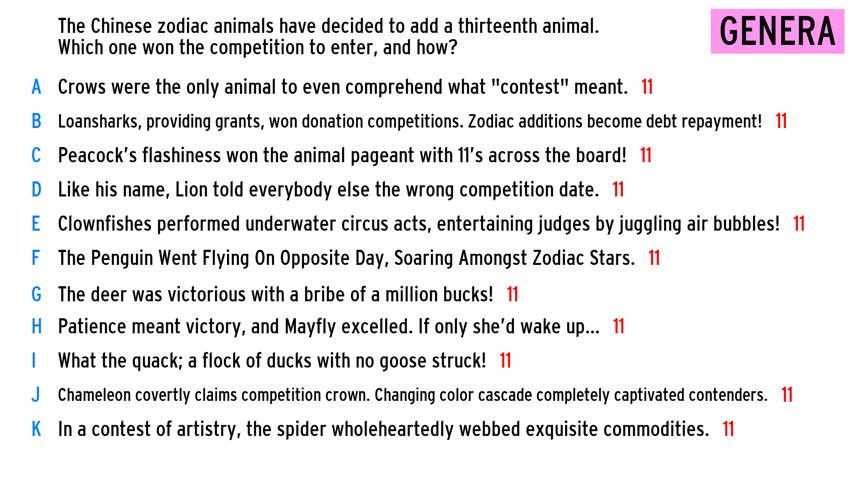 The Chinese zodiac animals have decided to add a thirteenth animal.
Which one won the competition to enter, and how?
GENERA
A Crows were the only animal to even comprehend what "contest" meant. 11
B Loansharks, providing grants, won donation competitions. Zodiac additions become debt repayment! 11
C Peacock's flashiness won the animal pageant with 11's across the board! 11
D Like his name, Lion told everybody else the wrong competition date. 11
E Clownfishes performed underwater circus acts, entertaining judges by juggling air bubbles! 11
F The Penguin Went Flying On Opposite Day, Soaring Amongst Zodiac Stars. 11
G The deer was victorious with a bribe of a million bucks! 11
H Patience meant victory, and Mayfly excelled. If only she'd wake up... 11
I What the quack; a flock of ducks with no goose struck! 11
J Chameleon covertly claims competition crown. Changing color cascade completely captivated contenders. 11
K In a contest of artistry, the spider wholeheartedly webbed exquisite commodities. 11